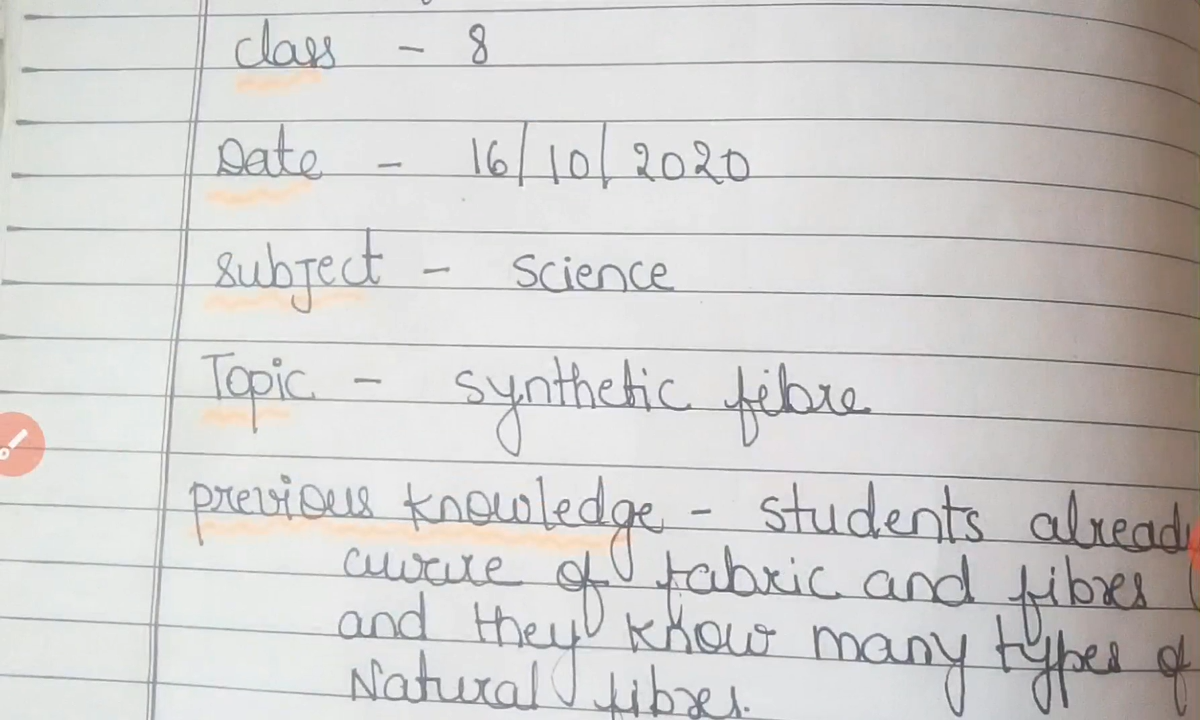 class - 8
Date - 16/10/2020
subject - science
Topic - synthetic fibre
previous knowledge - students alread
aware of fabric and fibres
and they know many types of
Natural fibres.